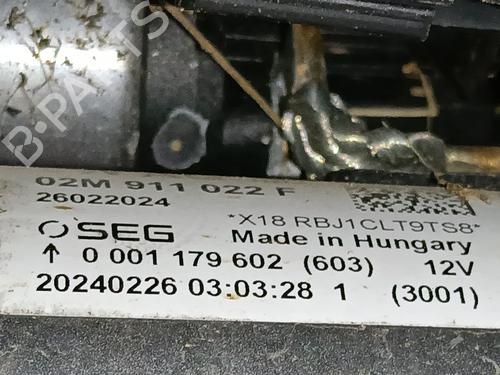 B-PARTS
02M 911 022 F
26022024
*X18 RBJ1CLT9TS8*
SEG
Made in Hungary
↑ 0 001 179 602 (603) 12V
20240226 03:03:28 1 (3001)